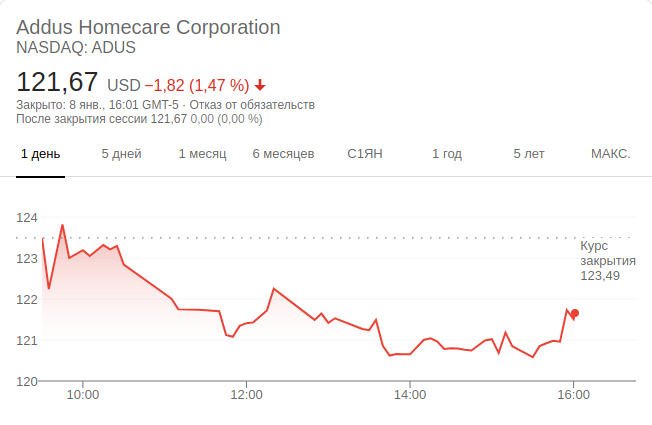 Addus Homecare Corporation
NASDAQ: ADUS
121,67 USD −1,82 (1,47 %)
Закрыто: 8 янв., 16:01 GMT-5 · Отказ от обязательств
После закрытия сессии 121,67 0,00 (0,00 %)
1 день 5 дней 1 месяц 6 месяцев С1ЯН 1 год 5 лет МАКС.
124
123
122
121
120
Курс
закрытия
123,49
10:00 12:00 14:00 16:00